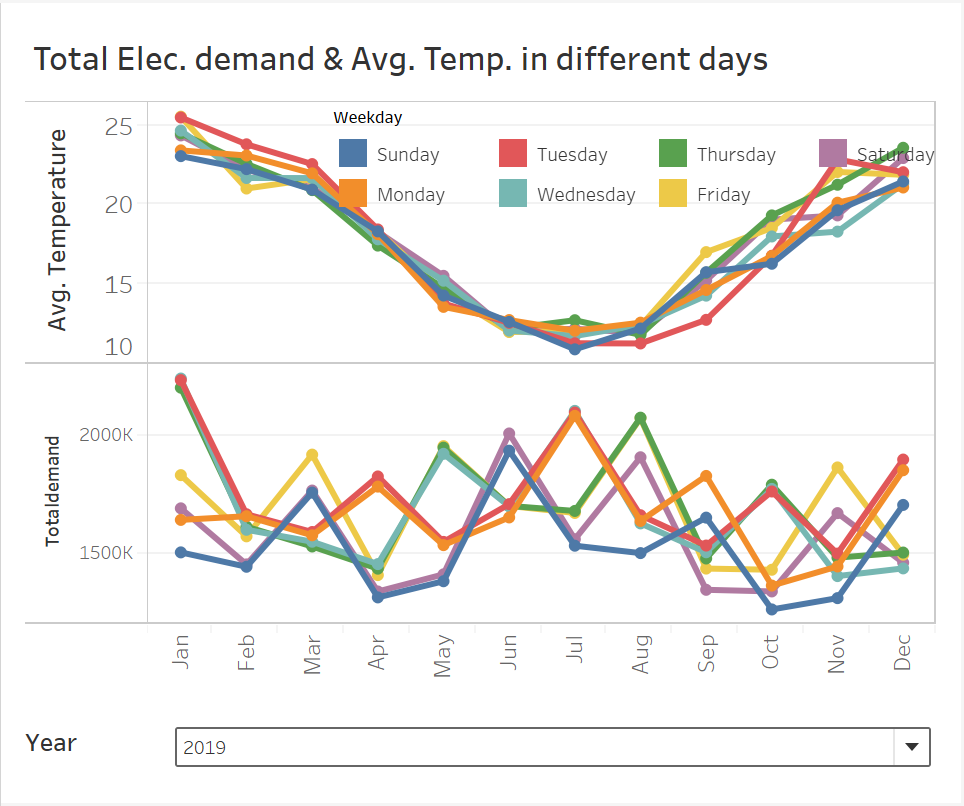 Total Elec. demand & Avg. Temp. in different days
Weekday
Sunday Tuesday Thursday Saturday
Monday Wednesday Friday
Avg. Temperature
25
20
15
10
Totaldemand
2000K
1500K
Jan Feb Mar Apr May Jun Jul Aug Sep Oct Nov Dec
Year
2019